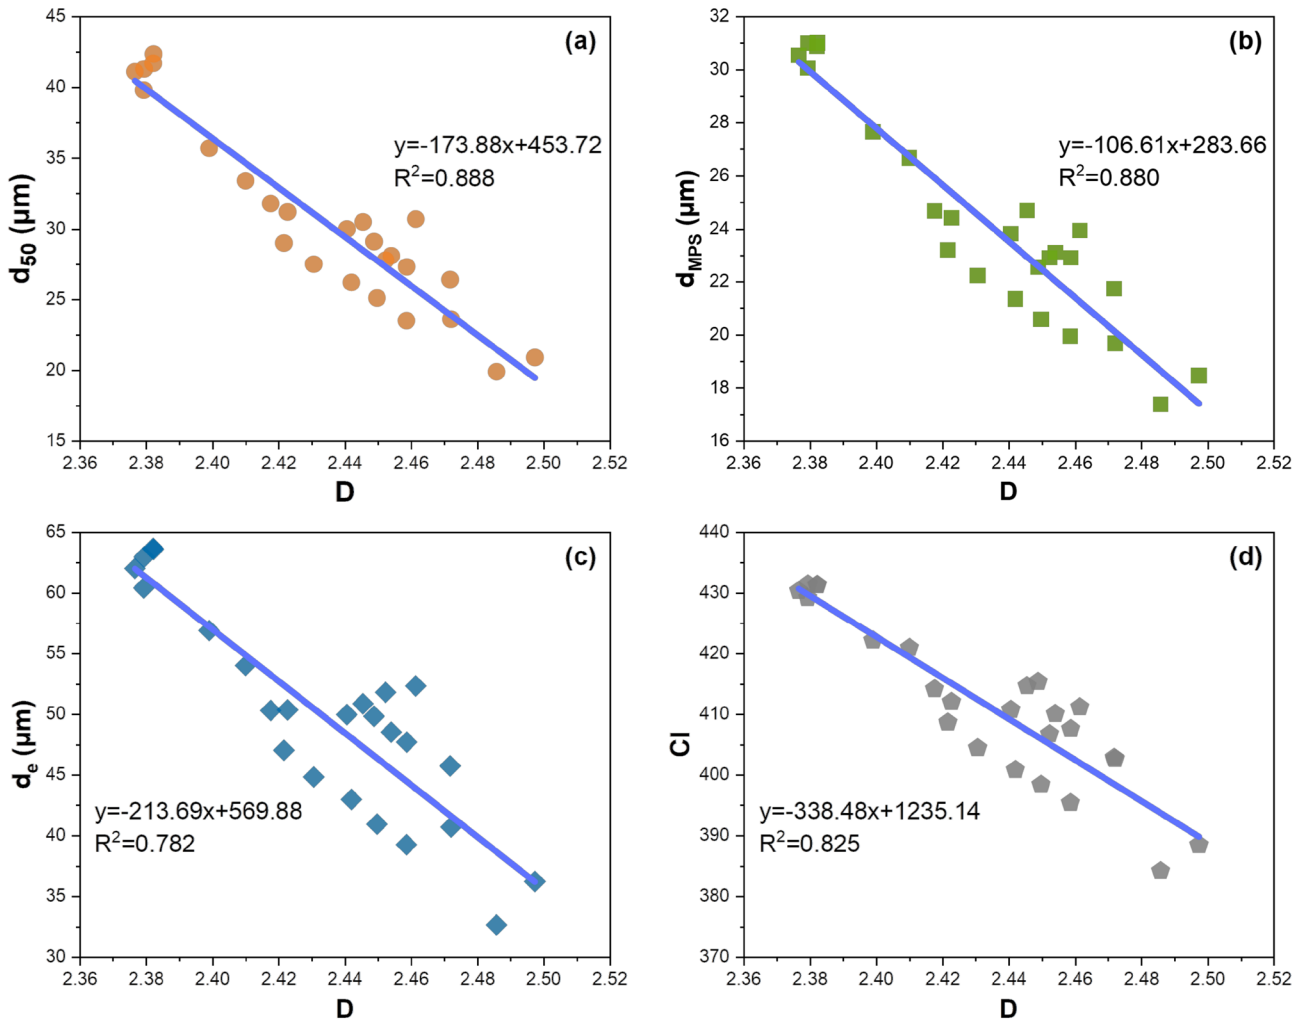 45
40
35
30
25
20
15
d50 (μm)
(a)
y=-173.88x+453.72
R2=0.888
2.36 2.38 2.40 2.42 2.44 2.46 2.48 2.50 2.52
D
32
30
28
26
24
22
20
18
16
dMPS (μm)
(b)
y=-106.61x+283.66
R2=0.880
2.36 2.38 2.40 2.42 2.44 2.46 2.48 2.50 2.52
D
65
60
55
50
45
40
35
30
de (μm)
(c)
y=-213.69x+569.88
R2=0.782
2.36 2.38 2.40 2.42 2.44 2.46 2.48 2.50 2.52
D
440
430
420
410
400
390
380
370
CI
(d)
y=-338.48x+1235.14
R2=0.825
2.36 2.38 2.40 2.42 2.44 2.46 2.48 2.50 2.52
D